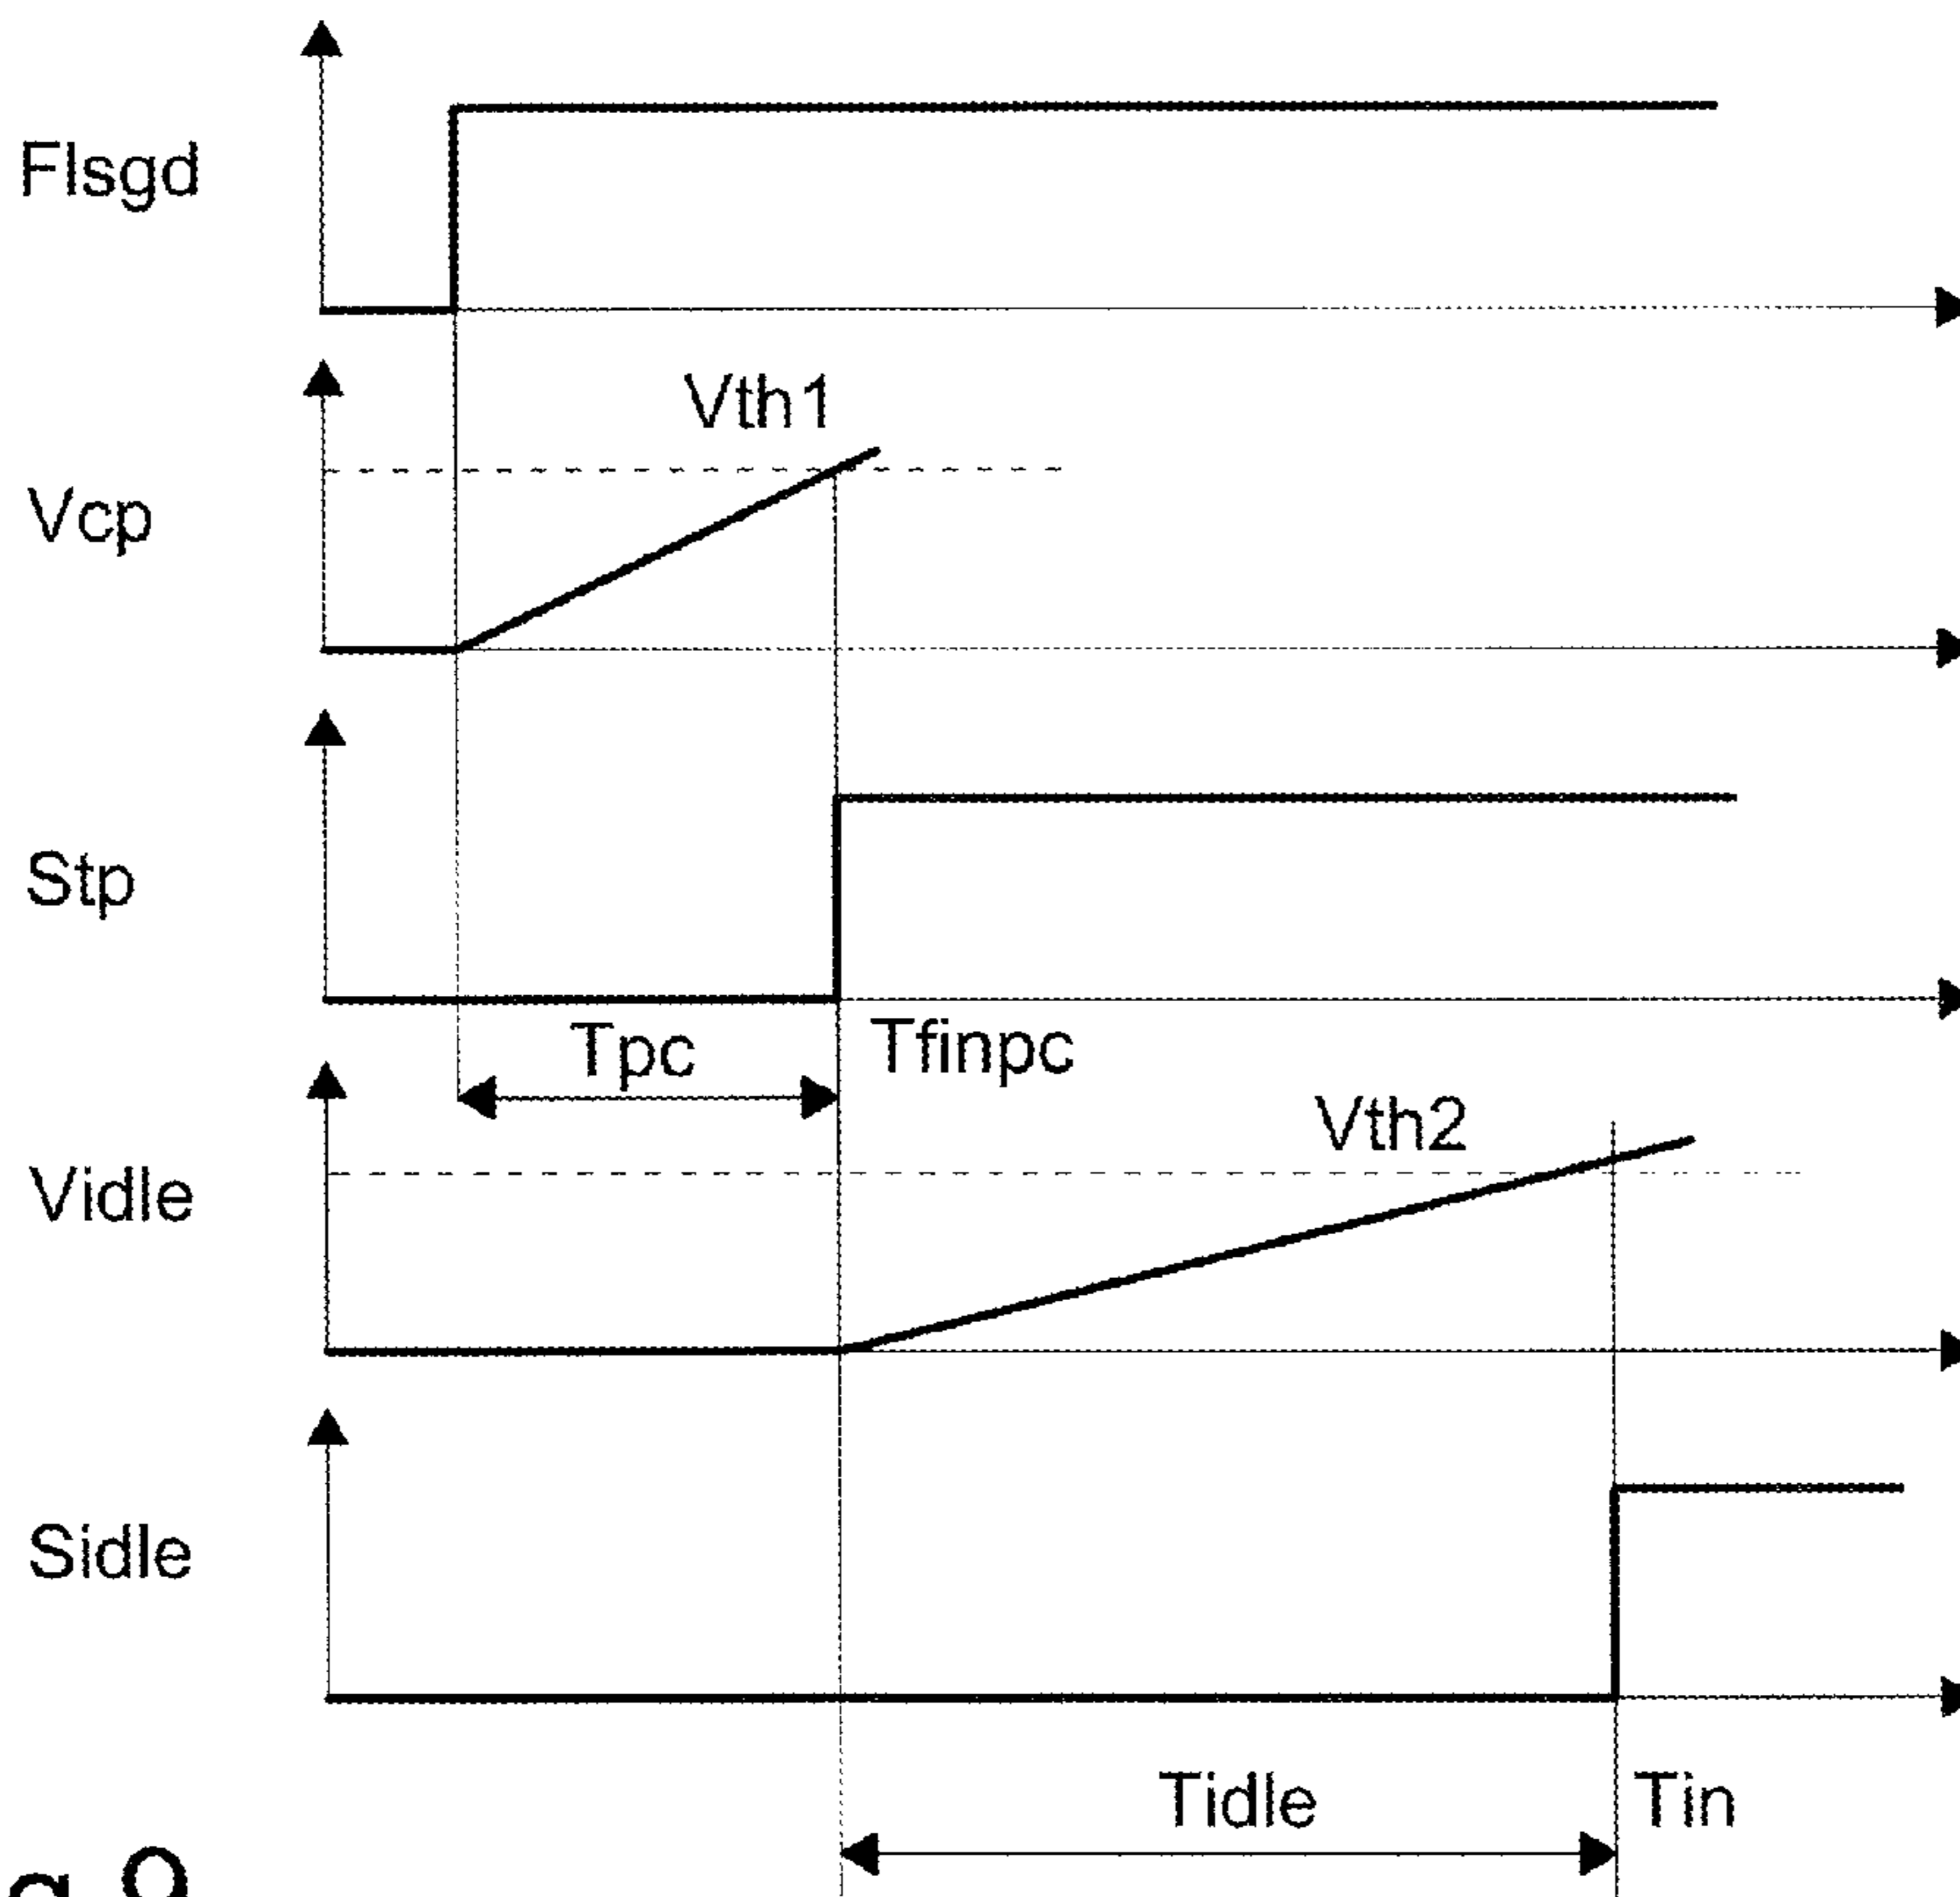 Flsgd
Vth1
Vcp
Stp
Tpc
Tfinpc
Vth2
Vidle
Sidle
Tidle
Tin